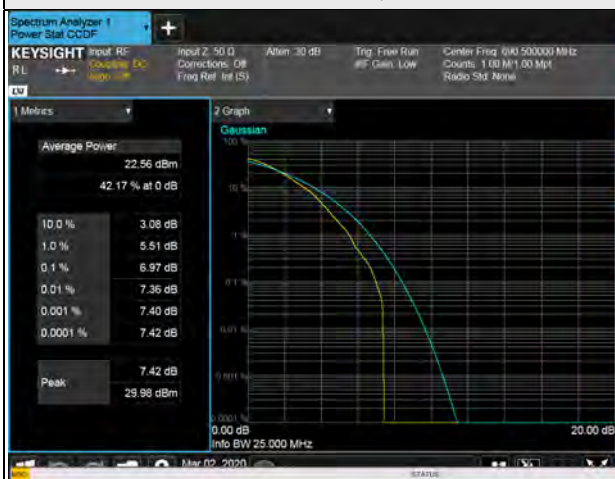 Spectrum Analyzer 1
Power Stat CCDF
+
KEYSIGHT
RL
Input: RF
Coupling: DC
Input Z: 50 Ω
Corrections: Off
Freq Ref: Int (S)
Atten: 30 dB
Trig: Free Run
#IF Gain: Low
Counts: 1.00 M/1.00 Mpt
Radio Std: None
1 Metrics
Average Power
22.56 dBm
42.17 % at 0 dB
10.0 % 3.08 dB
1.0 % 5.51 dB
0.1 % 6.97 dB
0.01 % 7.36 dB
0.001 % 7.40 dB
0.0001 % 7.42 dB
Peak
7.42 dB
29.98 dBm
2 Graph
Gaussian
100 %
10 %
1 %
0.1 %
0.01 %
0.001 %
0.0001 %
0.00 dB
20.00 dB
Info BW 25.000 MHz
Mar 02, 2020
MSG
STATUS